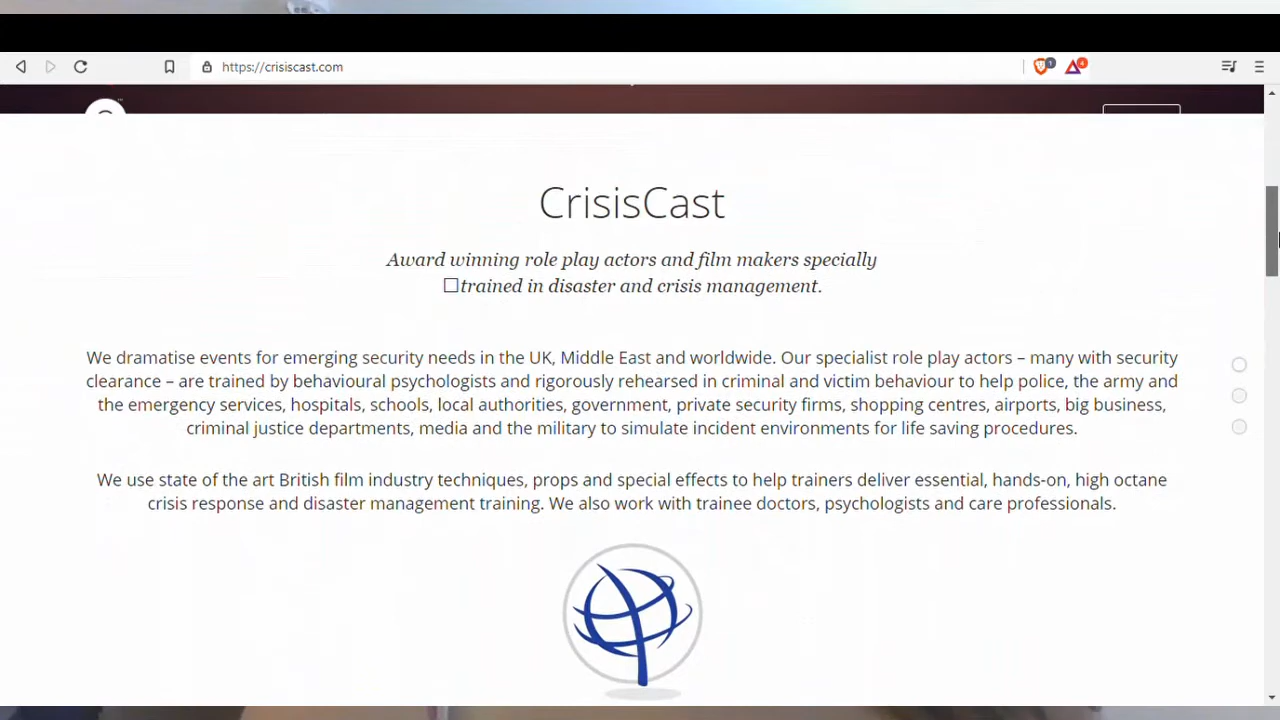 https://crisiscast.com
1
4
CrisisCast
Award winning role play actors and film makers specially
trained in disaster and crisis management.
We dramatise events for emerging security needs in the UK, Middle East and worldwide. Our specialist role play actors – many with security
clearance – are trained by behavioural psychologists and rigorously rehearsed in criminal and victim behaviour to help police, the army and
the emergency services, hospitals, schools, local authorities, government, private security firms, shopping centres, airports, big business,
criminal justice departments, media and the military to simulate incident environments for life saving procedures.
We use state of the art British film industry techniques, props and special effects to help trainers deliver essential, hands-on, high octane
crisis response and disaster management training. We also work with trainee doctors, psychologists and care professionals.